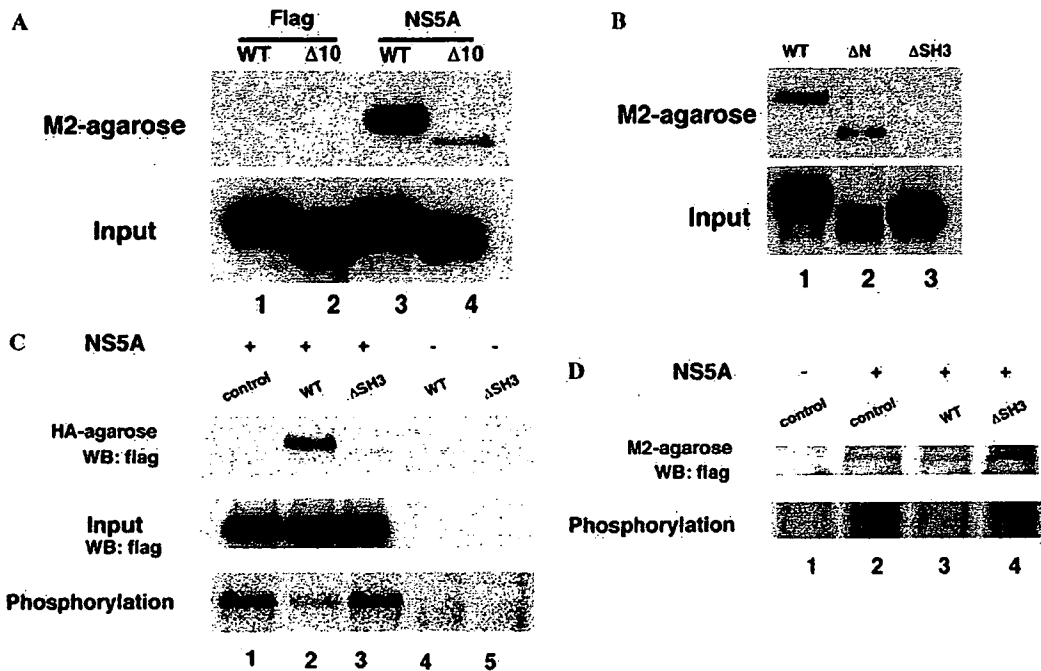 A
Flag NS5A
WT Δ10 WT Δ10
M2-agarose
Input
1 2 3 4
B
WT ΔN ΔSH3
M2-agarose
Input
1 2 3
C
NS5A + + + - -
control WT ΔSH3 WT ΔSH3
HA-agarose
WB: flag
Input
WB: flag
Phosphorylation
1 2 3 4 5
D
NS5A - + + +
control control WT ΔSH3
M2-agarose
WB: flag
Phosphorylation
1 2 3 4